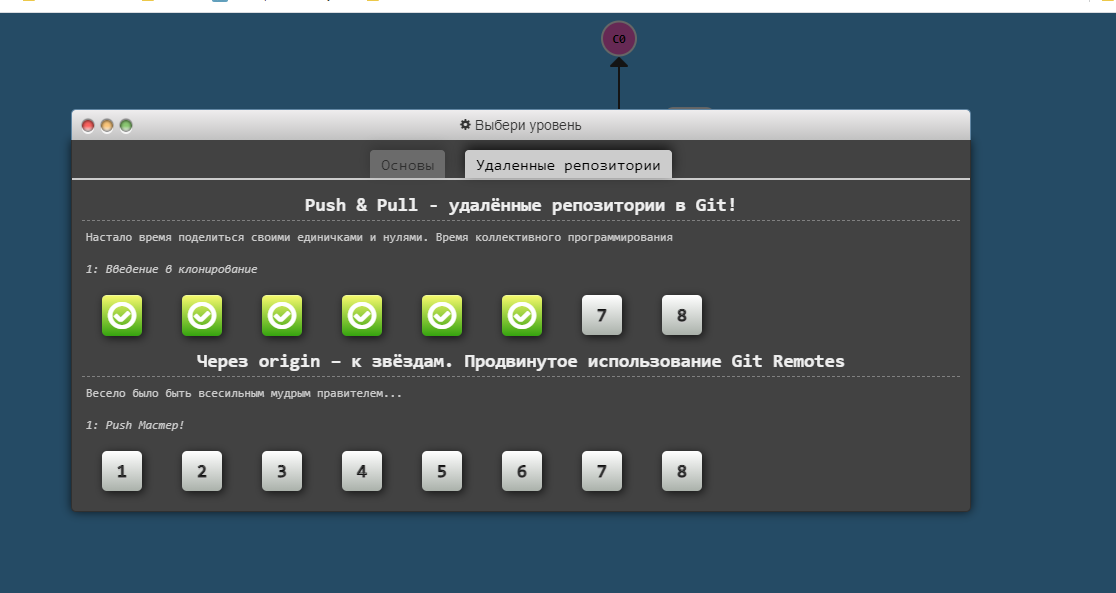 C0
Выбери уровень
Основы
Удаленные репозитории
Push & Pull - удалённые репозитории в Git!
Настало время поделиться своими единичками и нулями. Время коллективного программирования
1: Введение в клонирование
7 8
Через origin – к звёздам. Продвинутое использование Git Remotes
Весело было быть всесильным мудрым правителем...
1: Push Мастер!
1 2 3 4 5 6 7 8